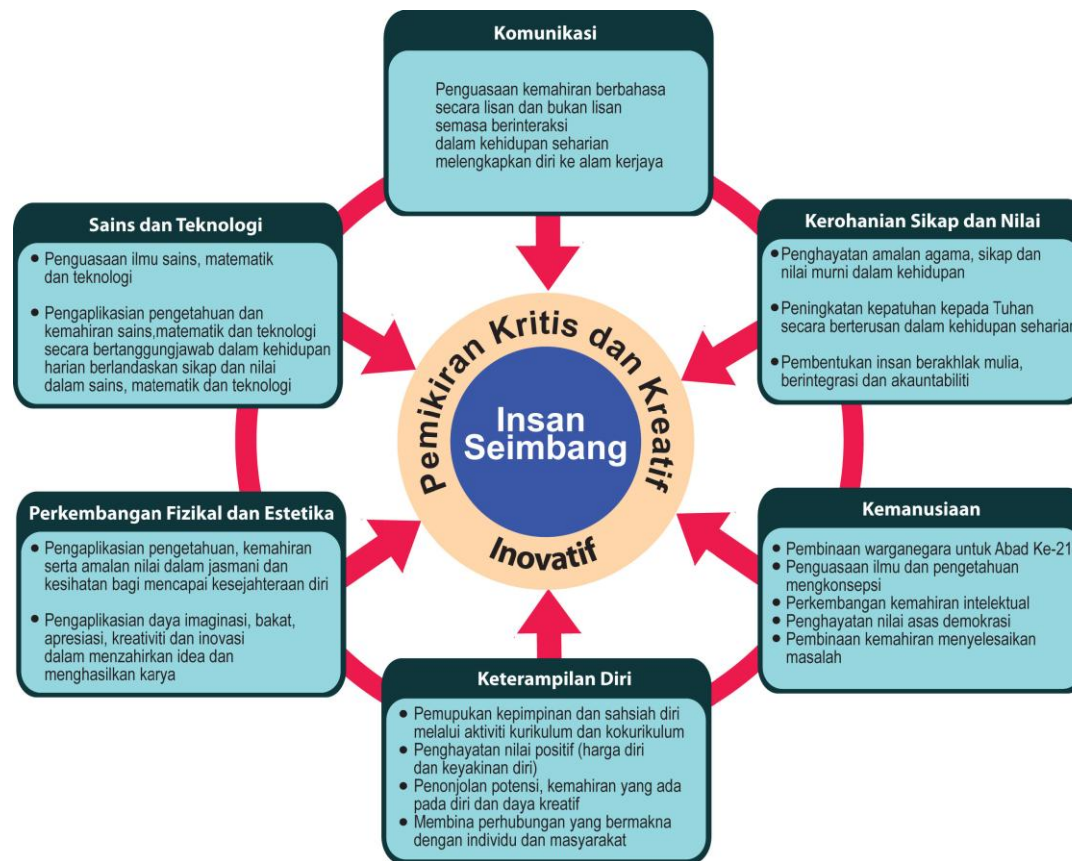 Komunikasi
Penguasaan kemahiran berbahasa
secara lisan dan bukan lisan
semasa berinteraksi
dalam kehidupan seharian
melengkapkan diri ke alam kerjaya
Sains dan Teknologi
● Penguasaan ilmu sains, matematik
dan teknologi
● Pengaplikasian pengetahuan dan
kemahiran sains,matematik dan teknologi
secara bertanggungjawab dalam kehidupan
harian berlandaskan sikap dan nilai
dalam sains, matematik dan teknologi
Kerohanian Sikap dan Nilai
●Penghayatan amalan agama, sikap dan
nilai murni dalam kehidupan
●Peningkatan kepatuhan kepada Tuhan
secara berterusan dalam kehidupan seharian
●Pembentukan insan berakhlak mulia,
berintegrasi dan akauntabiliti
Pemikiran Kritis dan Kreatif
Insan
Seimbang
Inovatif
Perkembangan Fizikal dan Estetika
● Pengaplikasian pengetahuan, kemahiran
serta amalan nilai dalam jasmani dan
kesihatan bagi mencapai kesejahteraan diri
● Pengaplikasian daya imaginasi, bakat,
apresiasi, kreativiti dan inovasi
dalam menzahirkan idea dan
menghasilkan karya
Kemanusiaan
● Pembinaan warganegara untuk Abad Ke-21
● Penguasaan ilmu dan pengetahuan
mengkonsepsi
● Perkembangan kemahiran intelektual
● Penghayatan nilai asas demokrasi
● Pembinaan kemahiran menyelesaikan
masalah
Keterampilan Diri
● Pemupukan kepimpinan dan sahsiah diri
melalui aktiviti kurikulum dan kokurikulum
● Penghayatan nilai positif (harga diri
dan keyakinan diri)
● Penonjolan potensi, kemahiran yang ada
pada diri dan daya kreatif
● Membina perhubungan yang bermakna
dengan individu dan masyarakat